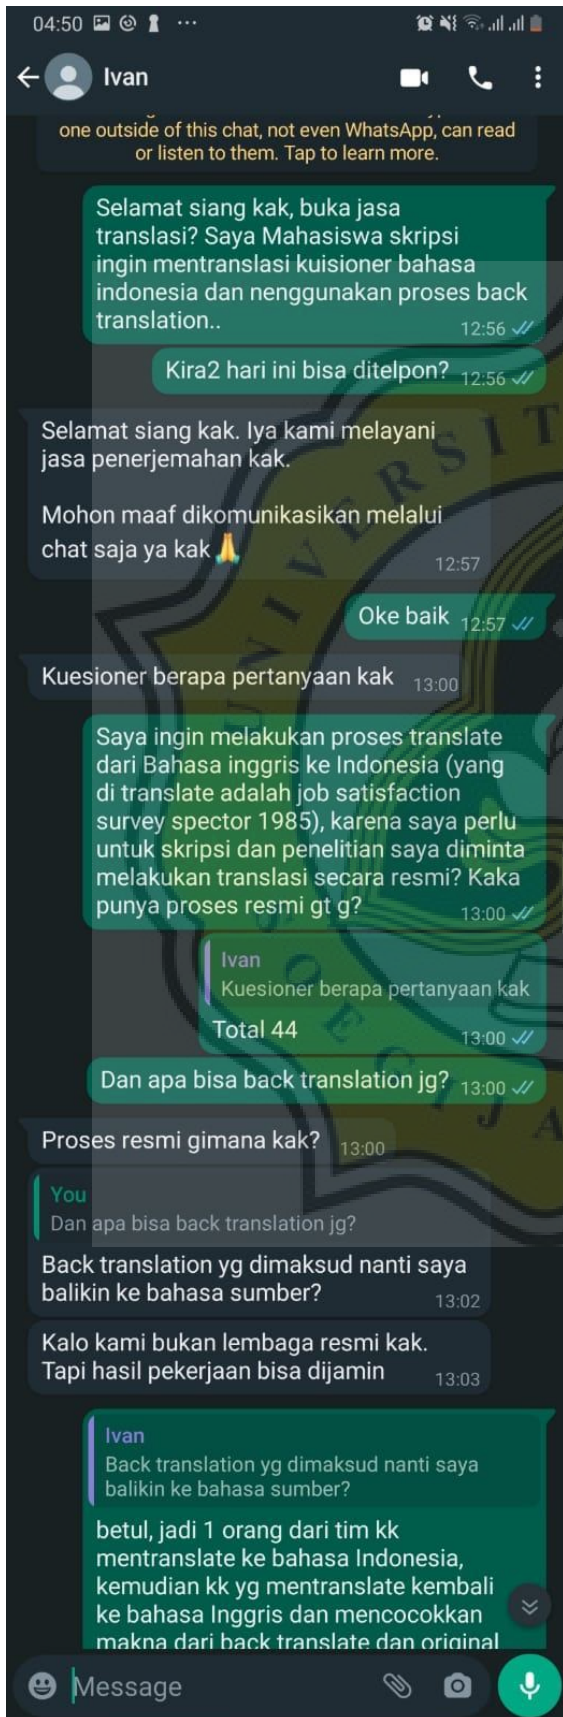 04:50
Ivan
one outside of this chat, not even WhatsApp, can read
or listen to them. Tap to learn more.
Selamat siang kak, buka jasa
translasi? Saya Mahasiswa skripsi
ingin mentranslasi kuisioner bahasa
indonesia dan nenggunakan proses back
translation..
12:56
Kira2 hari ini bisa ditelpon? 12:56
Selamat siang kak. Iya kami melayani
jasa penerjemahan kak.
Mohon maaf dikomunikasikan melalui
chat saja ya kak 🙏
12:57
Oke baik 12:57
Kuesioner berapa pertanyaan kak 13:00
Saya ingin melakukan proses translate
dari Bahasa inggris ke Indonesia (yang
di translate adalah job satisfaction
survey spector 1985), karena saya perlu
untuk skripsi dan penelitian saya diminta
melakukan translasi secara resmi? Kaka
punya proses resmi gt g?
13:00
Ivan
Kuesioner berapa pertanyaan kak
Total 44
13:00
Dan apa bisa back translation jg? 13:00
Proses resmi gimana kak? 13:00
You
Dan apa bisa back translation jg?
Back translation yg dimaksud nanti saya
balikin ke bahasa sumber?
13:02
Kalo kami bukan lembaga resmi kak.
Tapi hasil pekerjaan bisa dijamin
13:03
Ivan
Back translation yg dimaksud nanti saya
balikin ke bahasa sumber?
betul, jadi 1 orang dari tim kk
mentranslate ke bahasa Indonesia,
kemudian kk yg mentranslate kembali
ke bahasa Inggris dan mencocokkan
makna dari back translate dan original
Message
UNIVERSIT
SOEGIJA